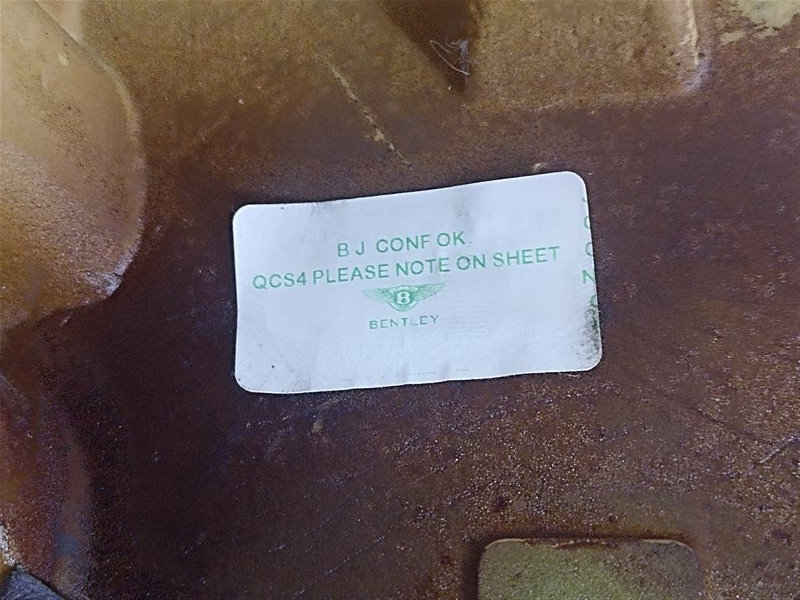 B J CONF OK.
QCS4 PLEASE NOTE ON SHEET
B
BENTLEY